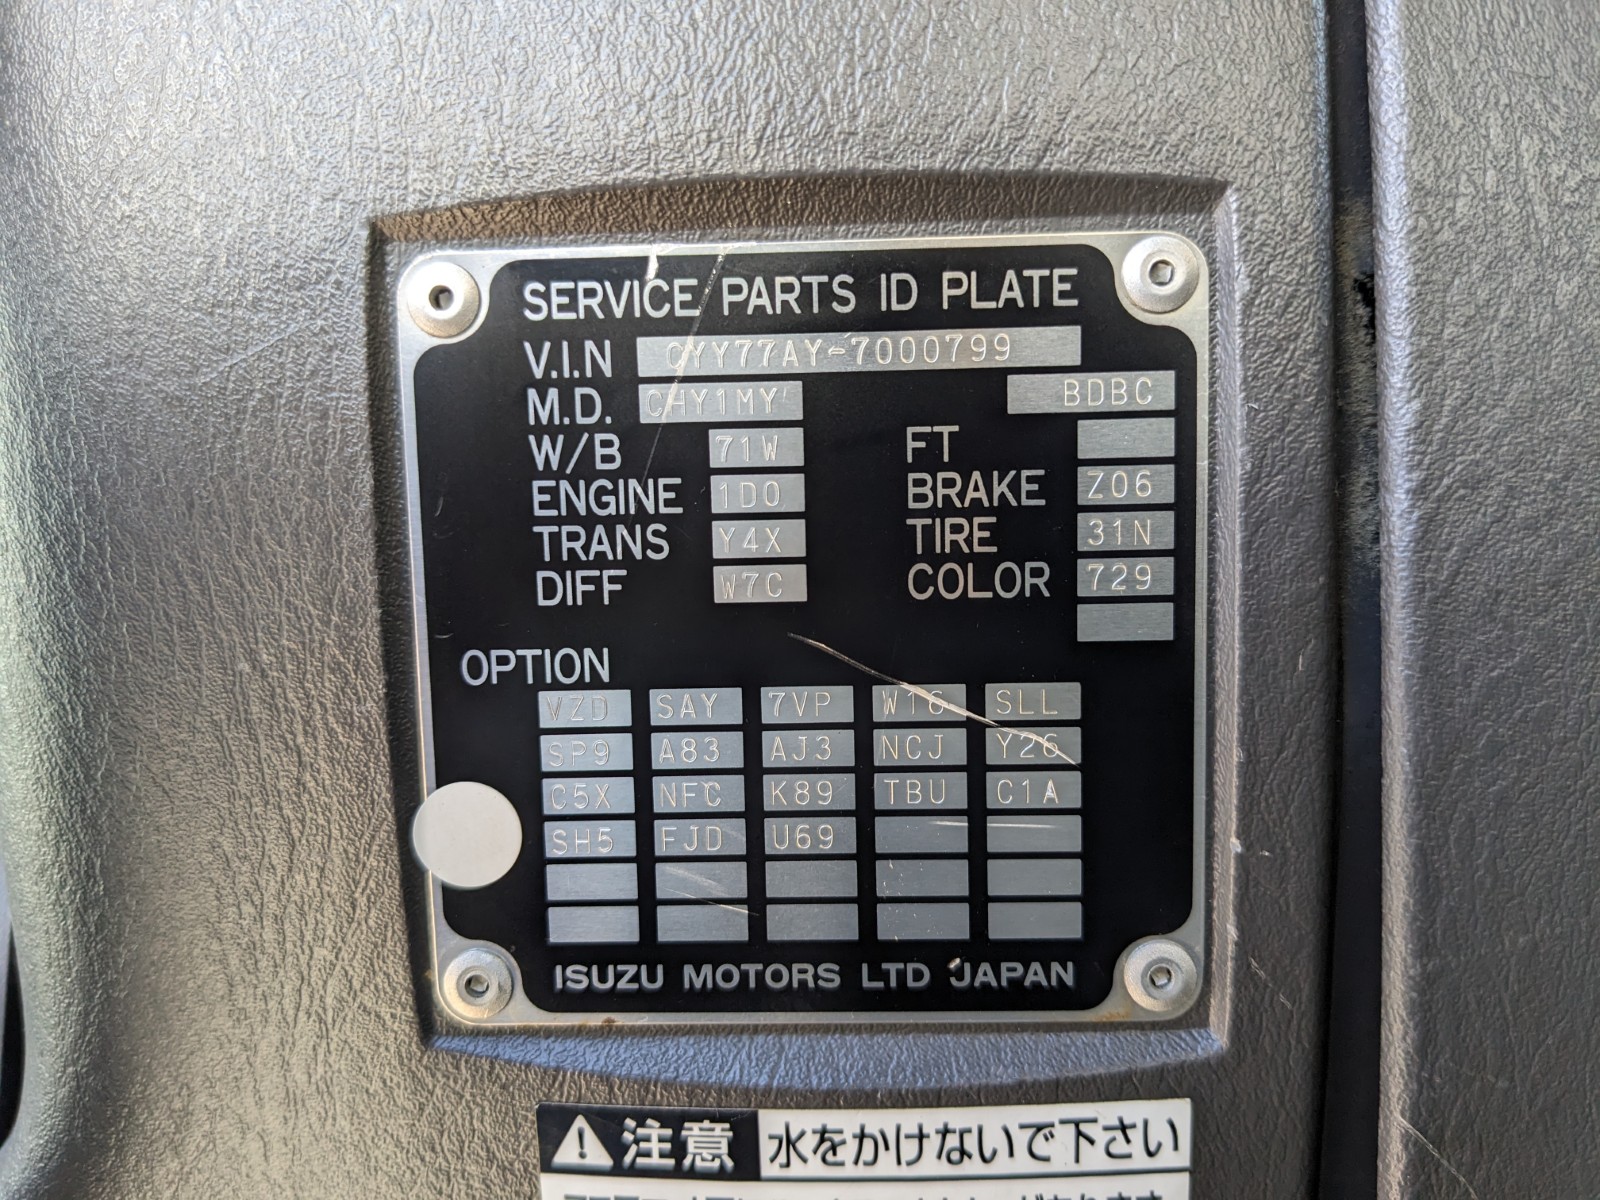 SERVICE PARTS ID PLATE
V.I.N CYY77AY-7000799
M.D. CHY1MY BDBC
W/B 71W FT
ENGINE 1D0 BRAKE Z06
TRANS Y4X TIRE 31N
DIFF W7C COLOR 729
OPTION
VZD SAY 7VP W16 SLL
SP9 A83 AJ3 NCJ Y26
C5X NFC K89 TBU C1A
SH5 FJD U69
ISUZU MOTORS LTD JAPAN
注意 水をかけないで下さい